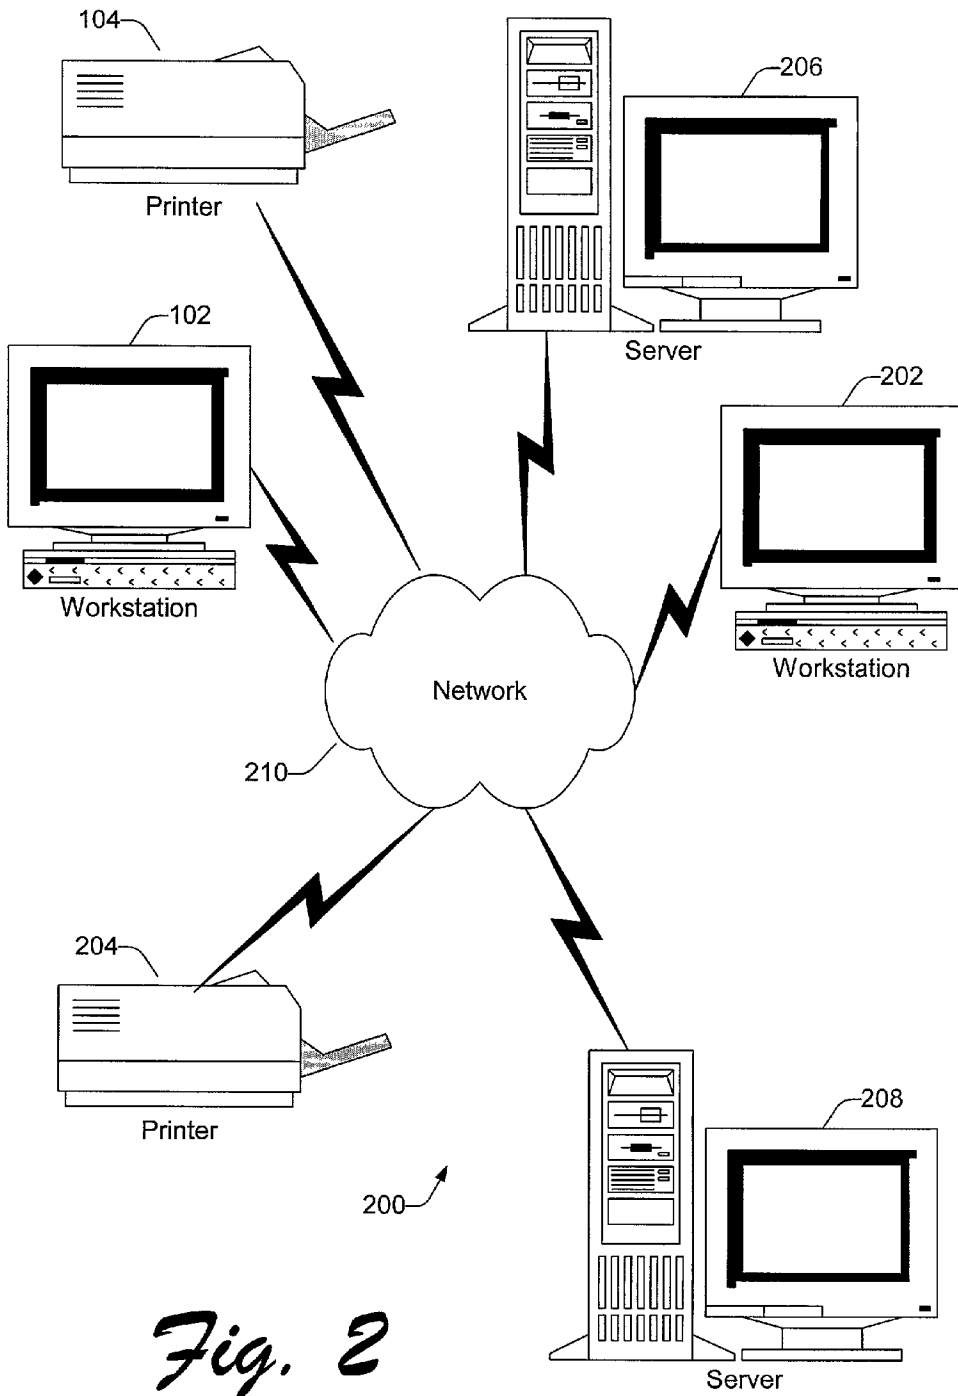 104
206
Printer
102
Server
202
Workstation
Workstation
Network
210
204
208
Printer
200
Fig. 2
Server